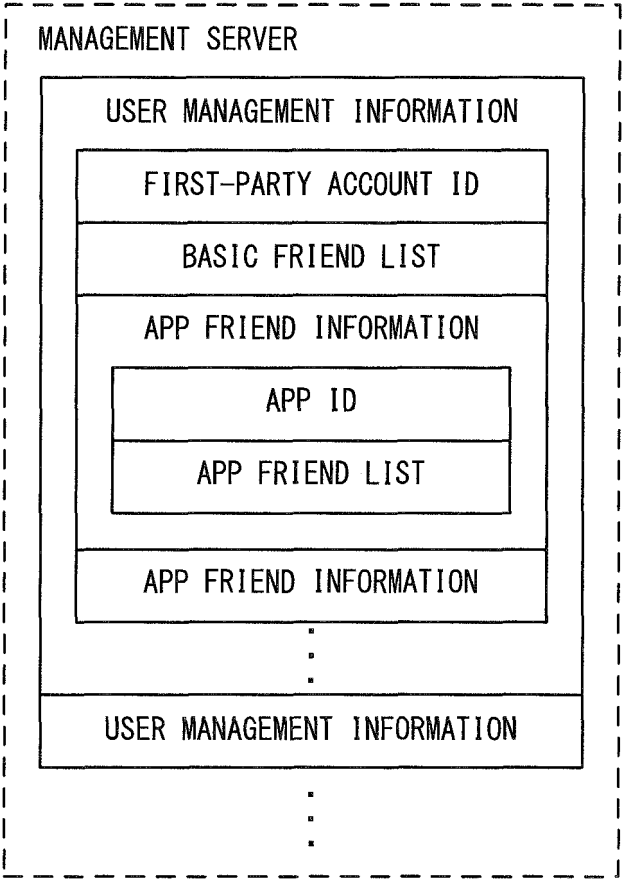 MANAGEMENT SERVER
USER MANAGEMENT INFORMATION
FIRST-PARTY ACCOUNT ID
BASIC FRIEND LIST
APP FRIEND INFORMATION
APP ID
APP FRIEND LIST
APP FRIEND INFORMATION
USER MANAGEMENT INFORMATION